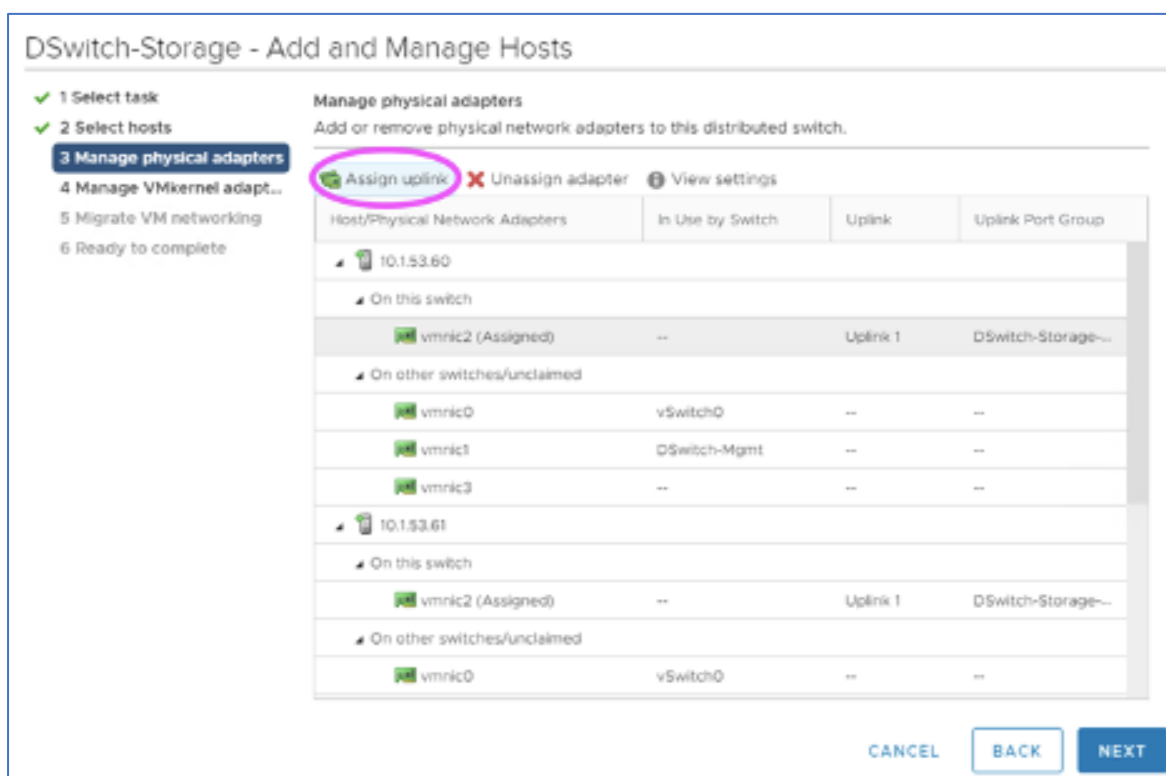 DSwitch-Storage - Add and Manage Hosts
1 Select task
2 Select hosts
3 Manage physical adapters
4 Manage VMkernel adapt...
5 Migrate VM networking
6 Ready to complete
Manage physical adapters
Add or remove physical network adapters to this distributed switch.
Assign uplink Unassign adapter View settings
Host/Physical Network Adapters In Use by Switch Uplink Uplink Port Group
10.1.53.60
On this switch
vmnic2 (Assigned) -- Uplink 1 DSwitch-Storage-...
On other switches/unclaimed
vmnic0 vSwitch0 -- --
vmnic1 DSwitch-Mgmt -- --
vmnic3 -- -- --
10.1.53.61
On this switch
vmnic2 (Assigned) -- Uplink 1 DSwitch-Storage-...
On other switches/unclaimed
vmnic0 vSwitch0 -- --
CANCEL BACK NEXT